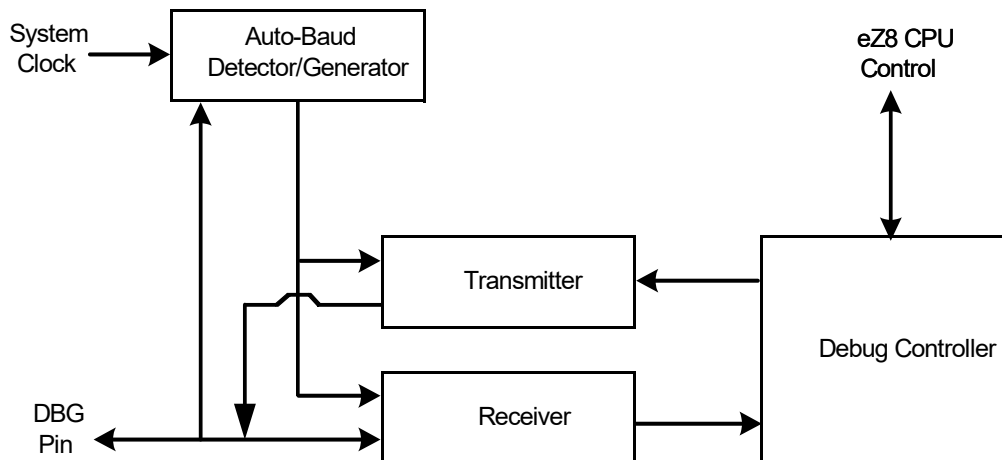 System
Clock
Auto-Baud
Detector/Generator
eZ8 CPU
Control
Transmitter
Debug Controller
Receiver
DBG
Pin